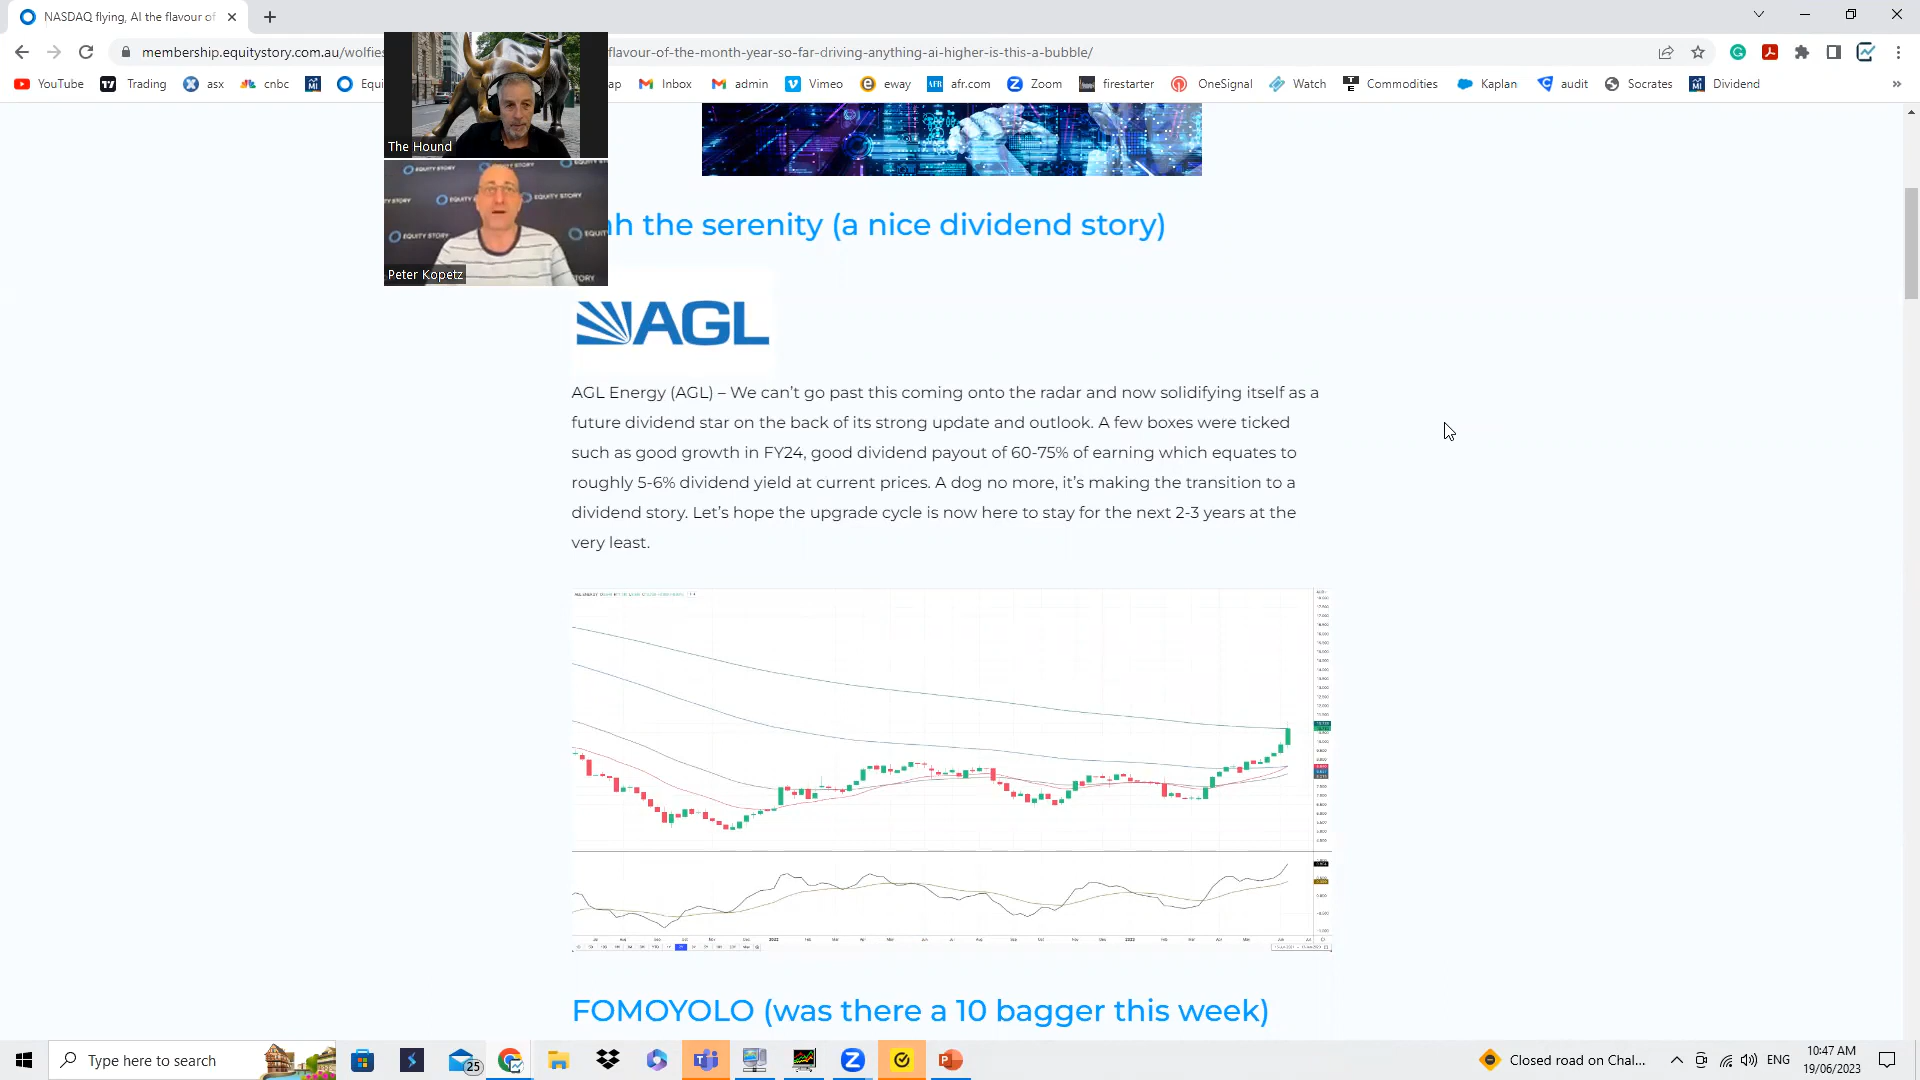 NASDAQ flying, AI the flavour of
membership.equitystory.com.au/wolfies
flavour-of-the-month-year-so-far-driving-anything-ai-higher-is-this-a-bubble/
YouTube
Trading
asx
cnbc
Equi
ap
Inbox
admin
Vimeo
eway
afr.com
Zoom
firestarter
OneSignal
Watch
Commodities
Kaplan
audit
Socrates
Dividend
The Hound
EQUITY STORY
Peter Kopetz
hh the serenity (a nice dividend story)
AGL
AGL Energy (AGL) – We can’t go past this coming onto the radar and now solidifying itself as a
future dividend star on the back of its strong update and outlook. A few boxes were ticked
such as good growth in FY24, good dividend payout of 60-75% of earning which equates to
roughly 5-6% dividend yield at current prices. A dog no more, it’s making the transition to a
dividend story. Let’s hope the upgrade cycle is now here to stay for the next 2-3 years at the
very least.
2022
2023
FOMOYOLO (was there a 10 bagger this week)
Type here to search
25
Closed road on Chal...
ENG
10:47 AM
19/06/2023